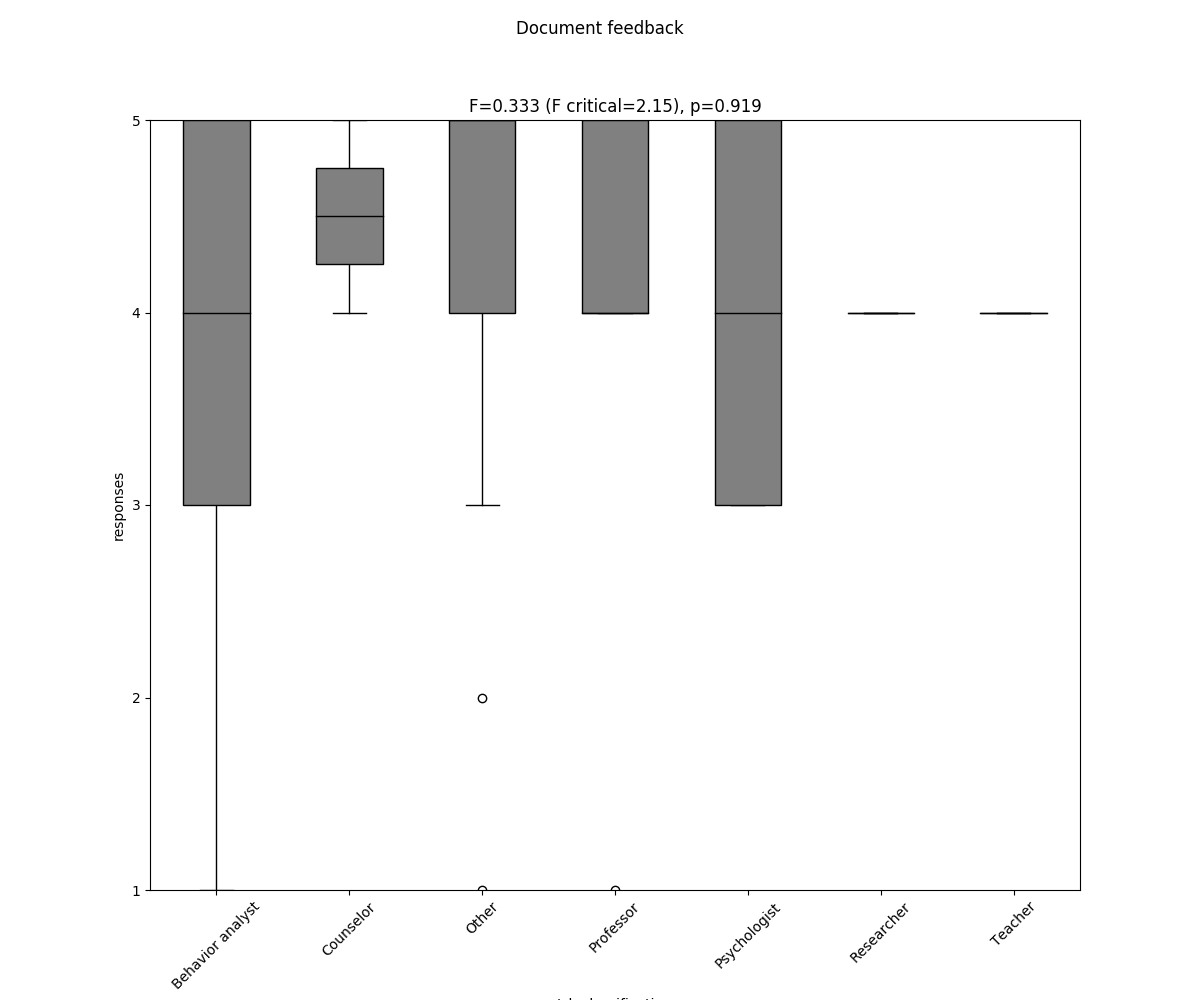 Document feedback
F=0.333 (F critical=2.15), p=0.919
5
4
3
2
1
responses
Behavior analyst
Counselor
Other
Professor
Psychologist
Researcher
Teacher